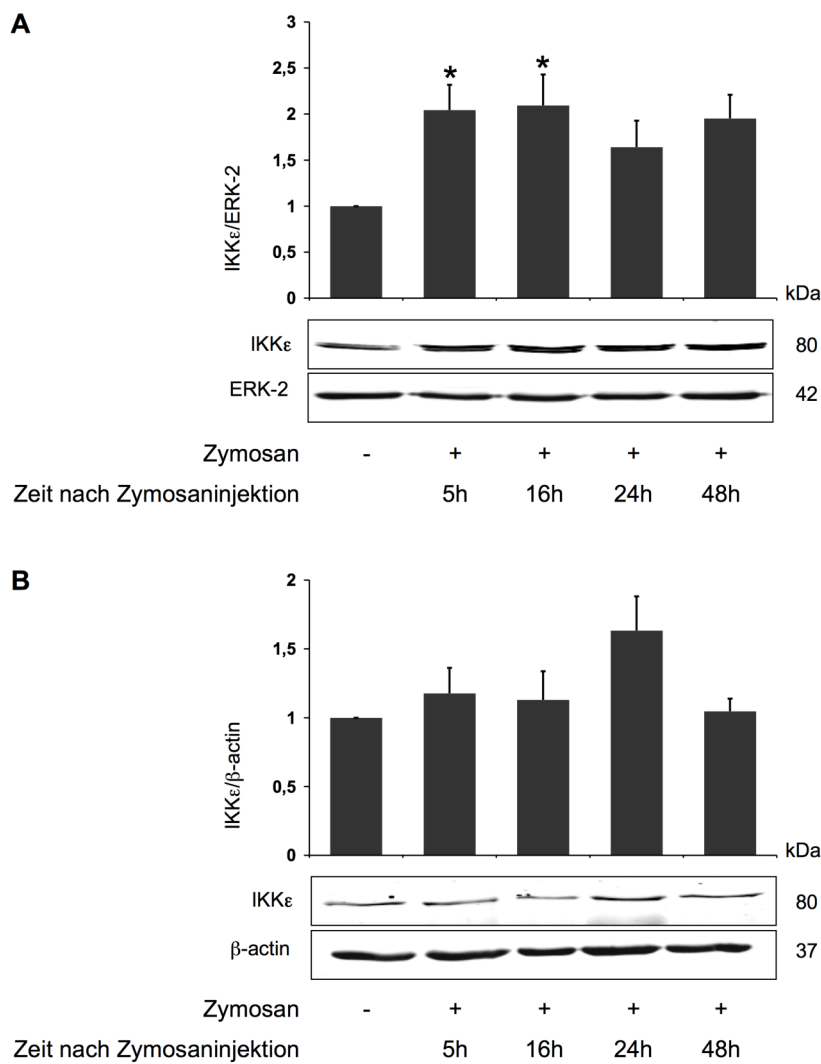 A
IKKε/ERK-2
3
2,5
2
1,5
1
0,5
0
* *
kDa
IKKε 80
ERK-2 42
Zymosan - + + + +
Zeit nach Zymosaninjektion 5h 16h 24h 48h
B
IKKε/β-actin
2
1,5
1
0,5
0
kDa
IKKε 80
β-actin 37
Zymosan - + + + +
Zeit nach Zymosaninjektion 5h 16h 24h 48h